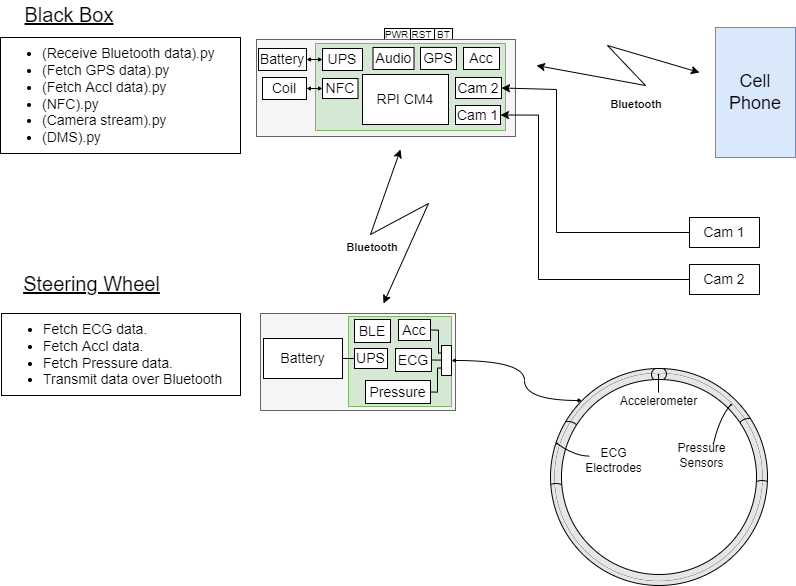 Black Box
(Receive Bluetooth data).py
(Fetch GPS data).py
(Fetch Accl data).py
(NFC).py
(Camera stream).py
(DMS).py
PWR RST BT
Battery UPS Audio GPS Acc
Coil NFC RPI CM4 Cam 2
Cam 1
Bluetooth
Cell
Phone
Bluetooth
Cam 1
Cam 2
Steering Wheel
Fetch ECG data.
Fetch Accl data.
Fetch Pressure data.
Transmit data over Bluetooth
BLE Acc
Battery UPS ECG
Pressure
Accelerometer
ECG
Electrodes
Pressure
Sensors